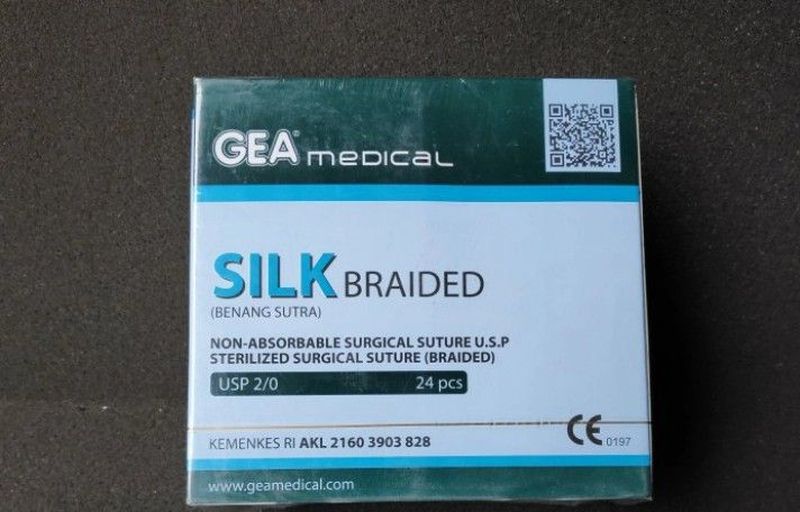 GEA® medical
SILK BRAIDED
(BENANG SUTRA)
NON-ABSORBABLE SURGICAL SUTURE U.S.P
STERILIZED SURGICAL SUTURE (BRAIDED)
USP 2/0 24 pcs
CE 0197
KEMENKES RI AKL 2160 3903 828
www.geamedical.com